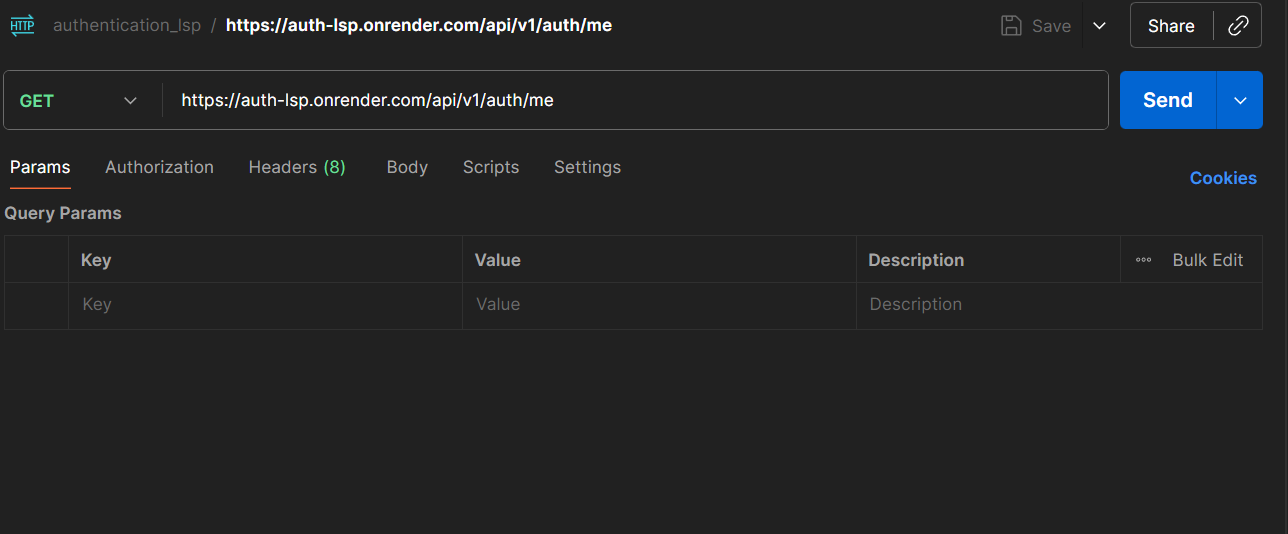 HTTP authentication_lsp / https://auth-lsp.onrender.com/api/v1/auth/me Save Share
GET https://auth-lsp.onrender.com/api/v1/auth/me Send
Params Authorization Headers (8) Body Scripts Settings Cookies
Query Params
Key Value Description Bulk Edit
Key Value Description